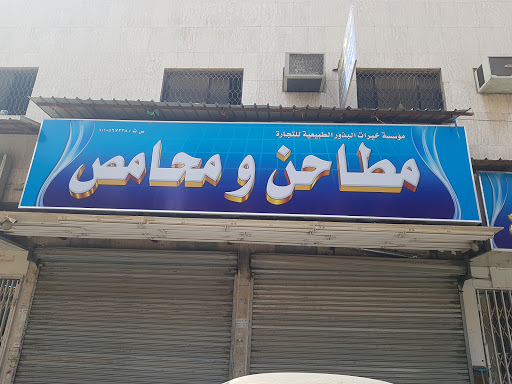 مؤسسة خيرات البذور الطبيعية للتجارة
مطاحن و محامص